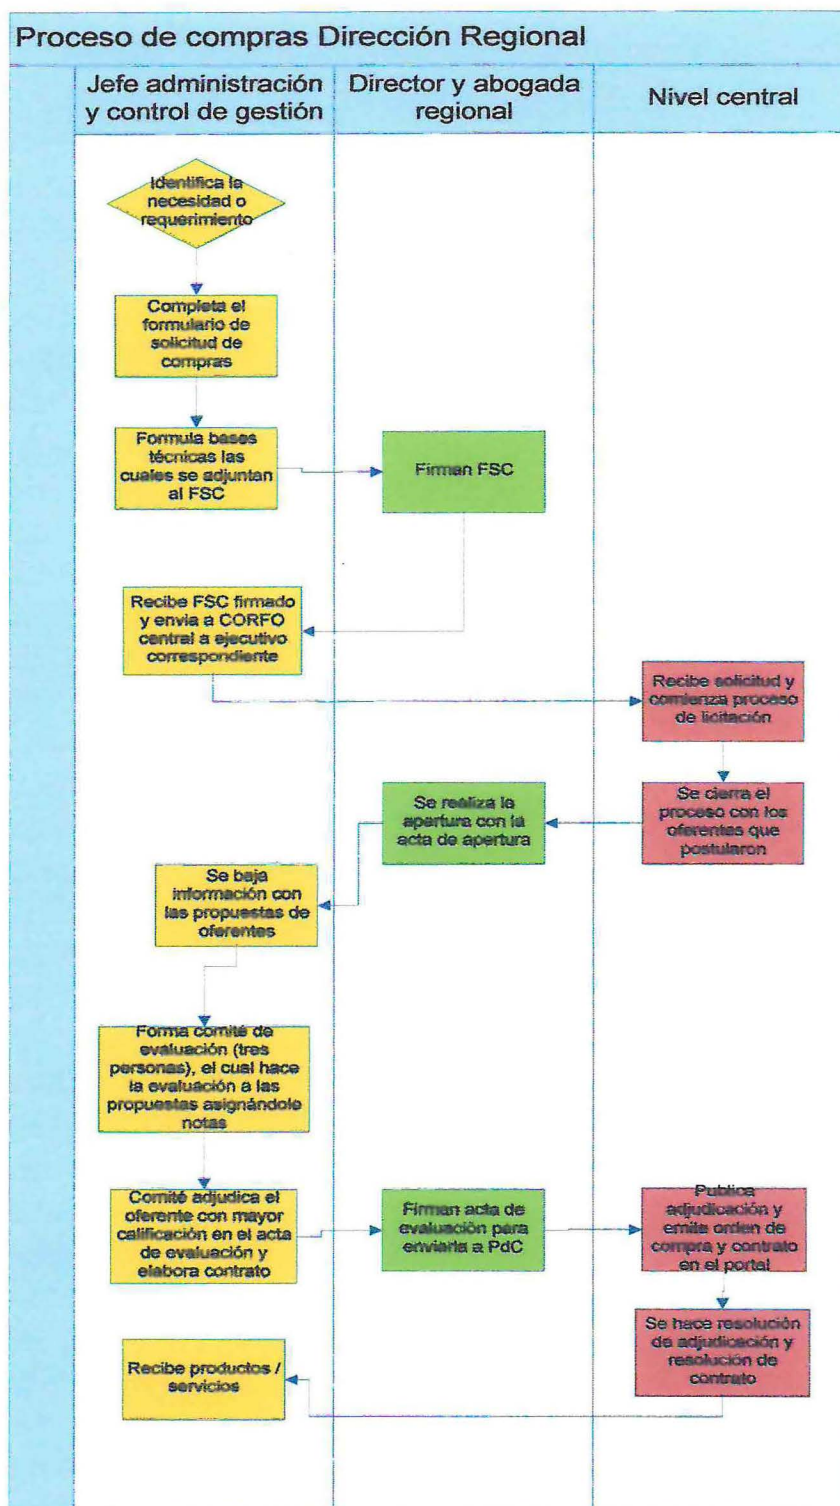 Proceso de compras Dirección Regional
Jefe administración
y control de gestión
Director y abogada
regional
Nivel central
Identifica la
necesidad o
requerimiento
Completa el
formulario de
solicitud de
compras
Formula bases
técnicas las
cuales se adjuntan
al FSC
Firman FSC
Recibe FSC firmado
y envia a CORFO
central a ejecutivo
correspondiente
Recibe solicitud y
comienza proceso
de licitación
Se cierra el
proceso con los
oferentes que
postularon
Se realiza la
apertura con la
acta de apertura
Se baja
información con
las propuestas de
oferentes
Forma comité de
evaluación (tres
personas), el cual hace
la evaluación a las
propuestas asignándole
notas
Comité adjudica el
oferente con mayor
calificación en el acta
de evaluación y
elabora contrato
Firman acta de
evaluación para
enviarla a PdC
Publica
adjudicación y
emite orden de
compra y contrato
en el portal
Se hace resolución
de adjudicación y
resolución de
contrato
Recibe productos /
servicios